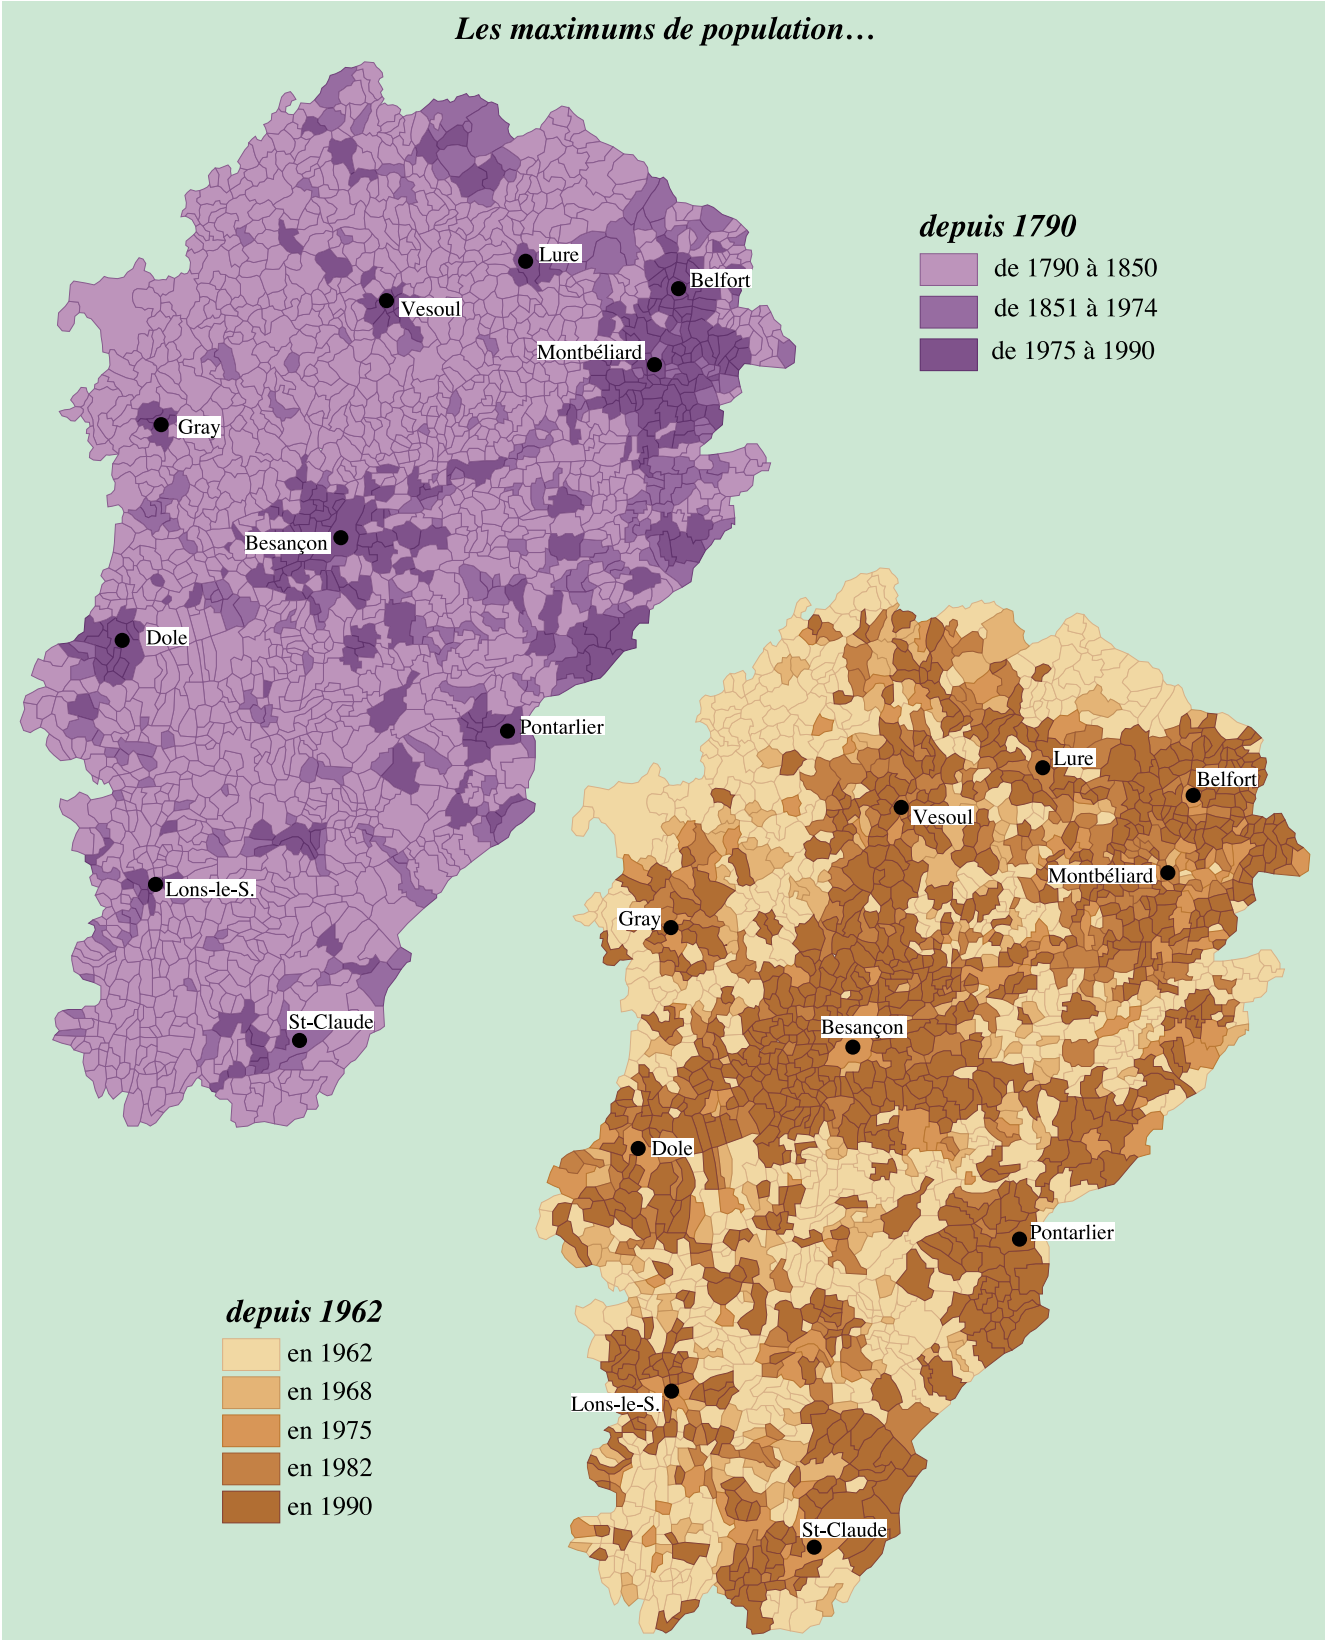 Les maximums de population…
depuis 1790
de 1790 à 1850
de 1851 à 1974
de 1975 à 1990
Lure
Belfort
Vesoul
Montbéliard
Gray
Besançon
Dole
Pontarlier
Lons-le-S.
St-Claude
depuis 1962
en 1962
en 1968
en 1975
en 1982
en 1990
Lure
Belfort
Vesoul
Montbéliard
Gray
Besançon
Dole
Pontarlier
Lons-le-S.
St-Claude